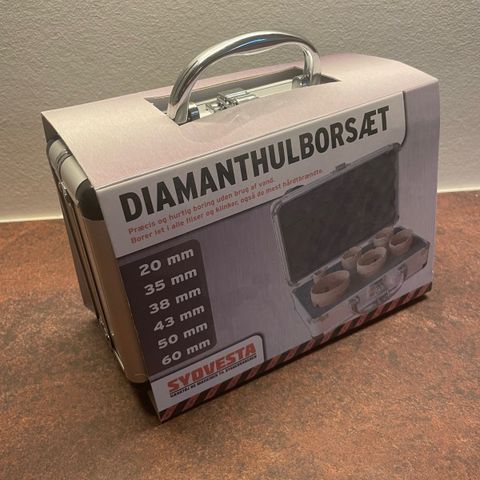 DIAMANTHULBORSÆT
Præcis og hurtig boring uden brug af vand.
Borer let i alle fliser og klinker, også de mest hårdtbrændte.
20 mm
35 mm
38 mm
43 mm
50 mm
60 mm
SYDVESTA